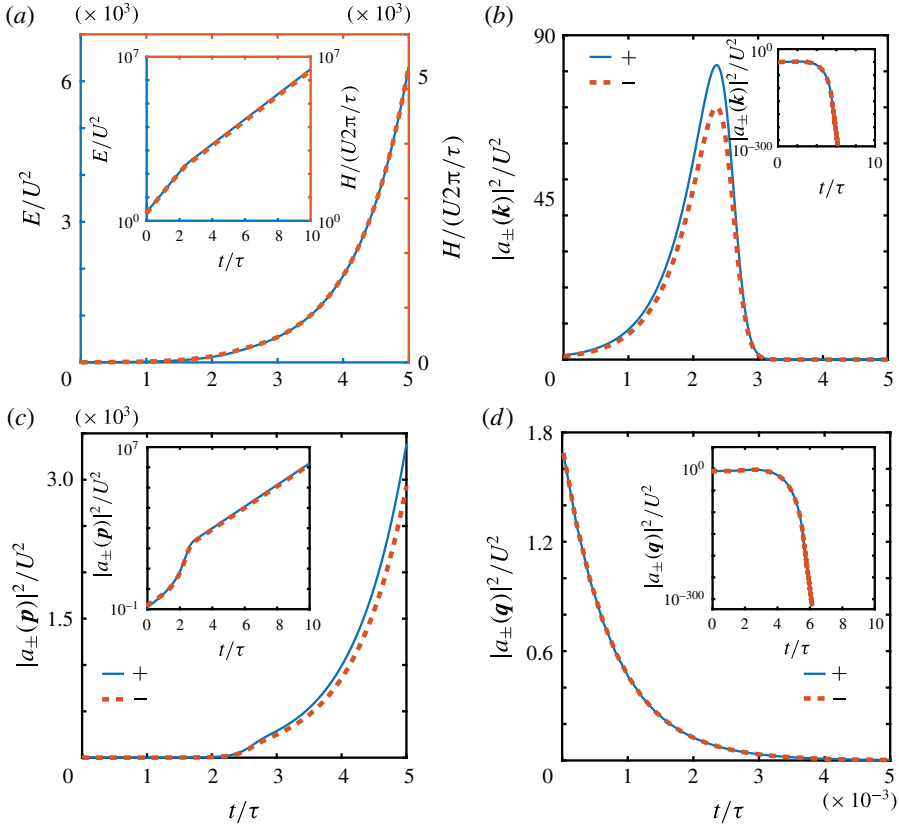 (a)
(× 10³)
(× 10³)
6
3
0
E/U²
5
0
H/(U2π/τ)
0 1 2 3 4 5
10⁷
10⁰
E/U²
10⁷
10⁰
H/(U2π/τ)
0 2 4 6 8 10
t/τ
(b)
90
45
0
|a±(k)|²/U²
+
−
0 1 2 3 4 5
10⁰
10⁻³⁰⁰
|a±(k)|²/U²
0 10
t/τ
(c)
(× 10³)
3.0
1.5
0
|a±(p)|²/U²
+
−
0 1 2 3 4 5
t/τ
10⁷
10⁻¹
|a±(p)|²/U²
0 2 4 6 8 10
t/τ
(d)
1.8
1.2
0.6
0
|a±(q)|²/U²
+
−
0 1 2 3 4 5
(× 10⁻³)
t/τ
10⁰
10⁻³⁰⁰
|a±(q)|²/U²
0 2 4 6 8 10
t/τ